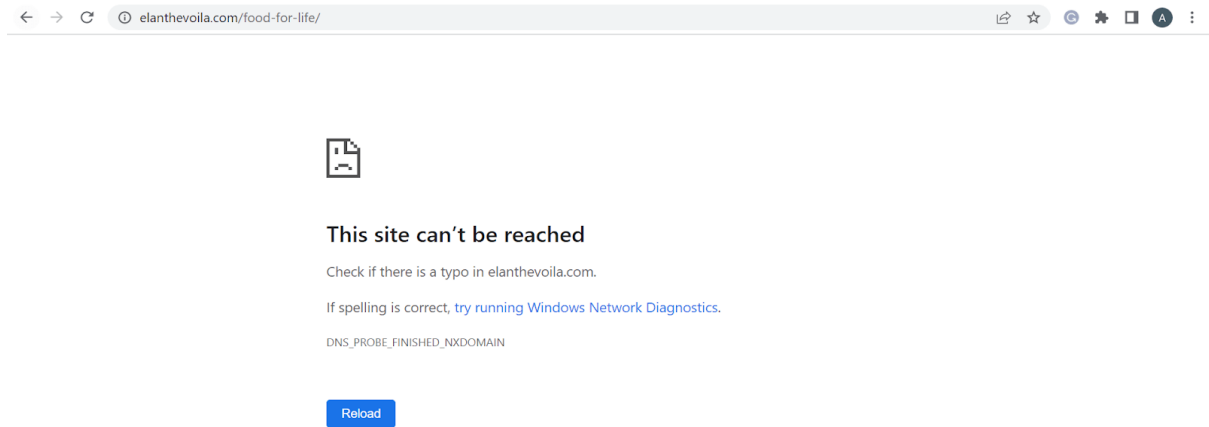 elanthevoila.com/food-for-life/
G
A
This site can’t be reached
Check if there is a typo in elanthevoila.com.
If spelling is correct, try running Windows Network Diagnostics.
DNS_PROBE_FINISHED_NXDOMAIN
Reload